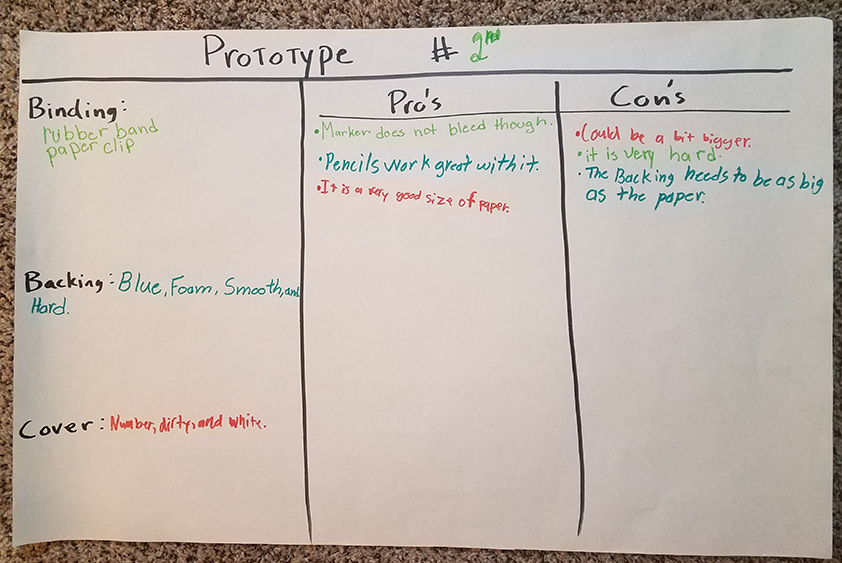 Prototype # 2nd
Binding:
rubber band
paper clip
Backing: Blue, Foam, Smooth, and
Hard.
Cover: Number, dirty, and white.
Pro's
•Marker does not bleed though.
•Pencils work great with it.
•It is a very good size of paper.
Con's
•Could be a bit bigger.
•it is very hard.
•The Backing needs to be as big
as the paper.